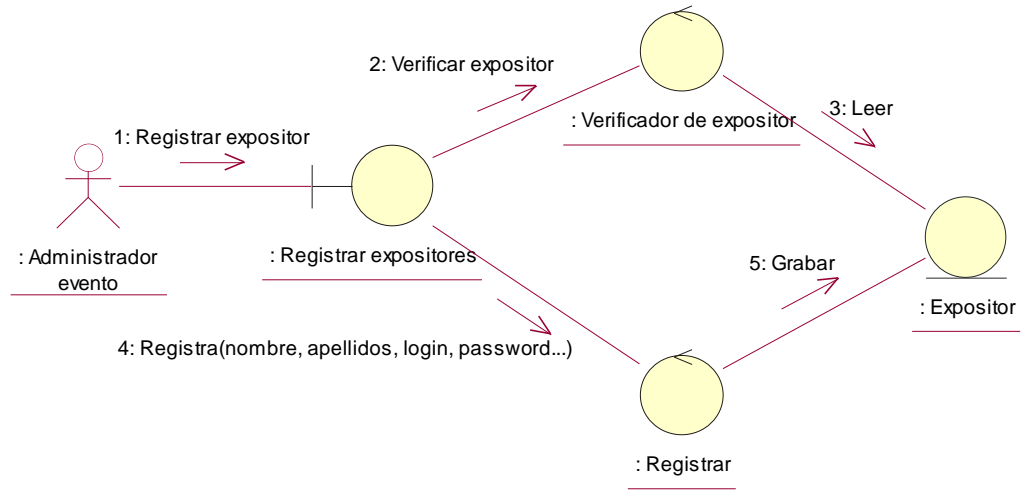 2: Verificar expositor
: Verificador de expositor
3: Leer
1: Registrar expositor
: Administrador
evento
: Registrar expositores
5: Grabar
: Expositor
4: Registra(nombre, apellidos, login, password...)
: Registrar